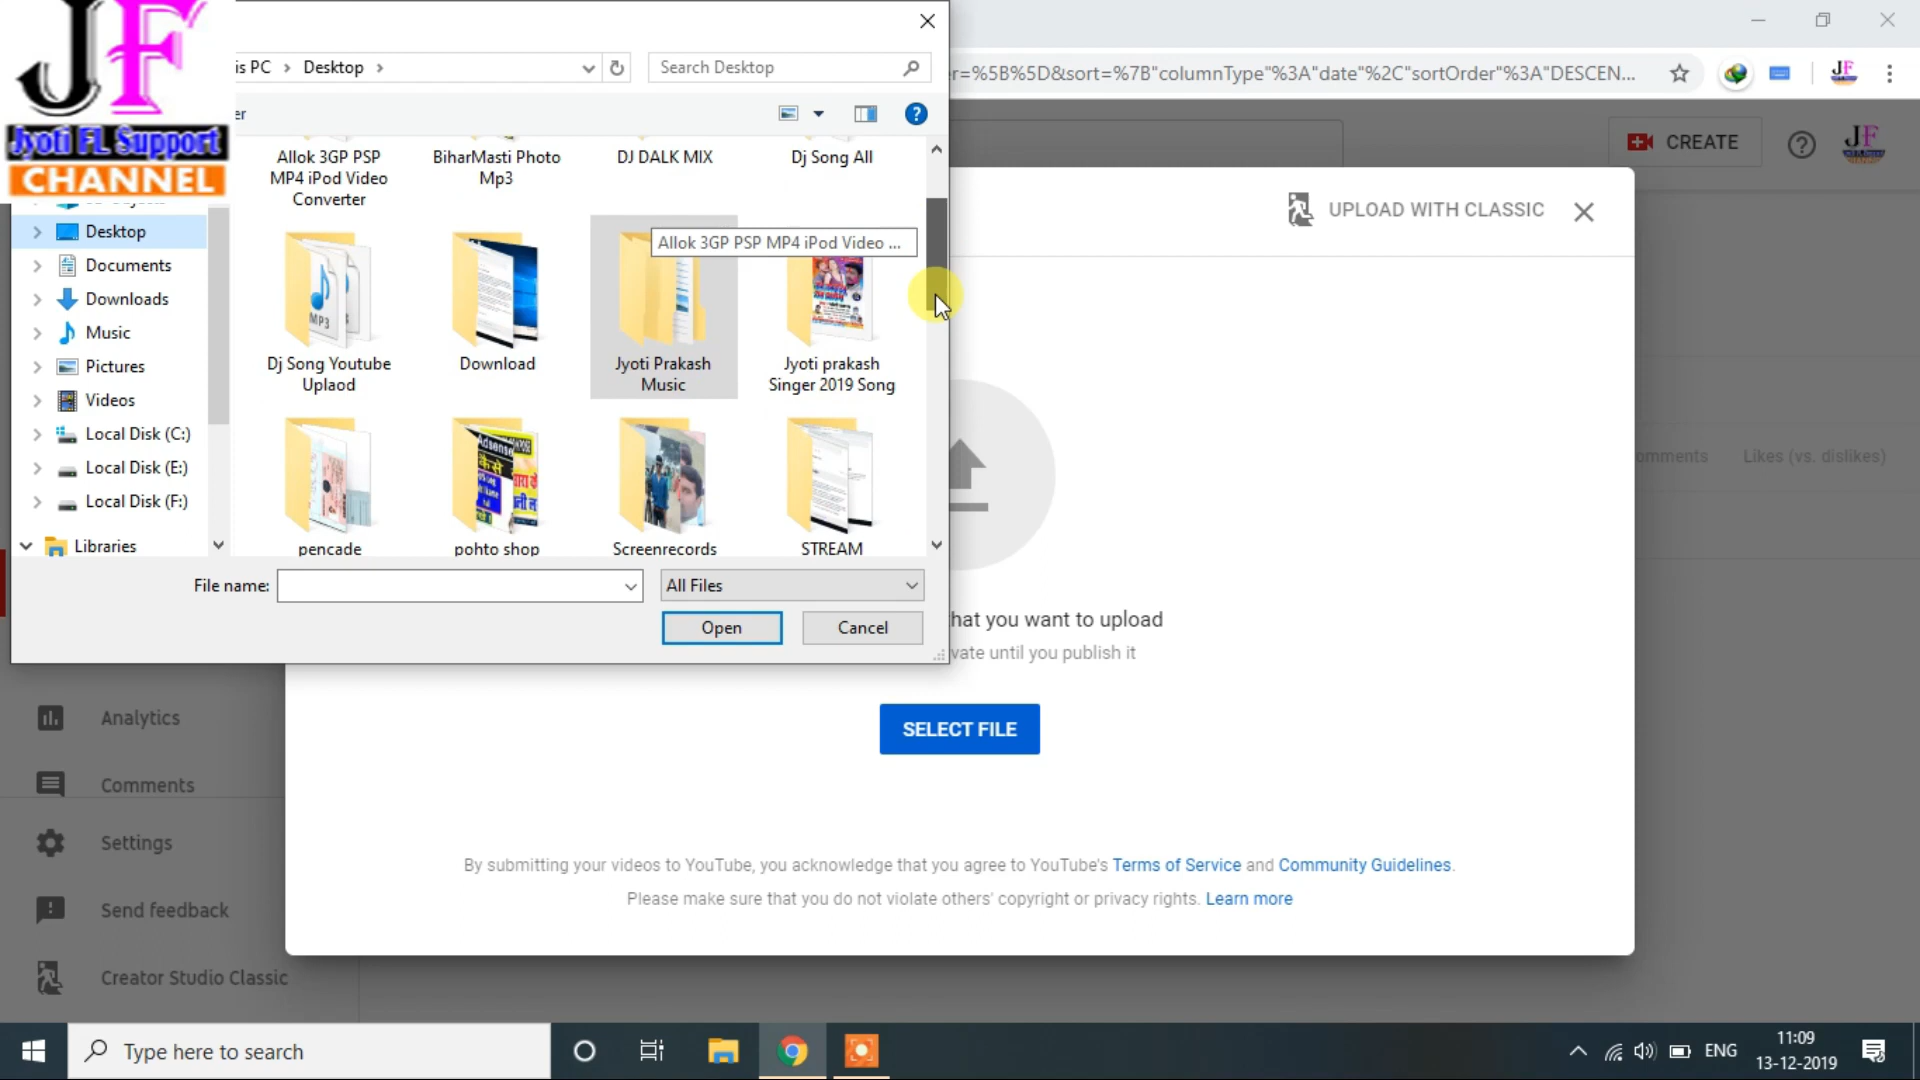 JF
Jyoti FL Support
CHANNEL
is PC > Desktop >
Search Desktop
er=%5B%5D&sort=%7B"columnType"%3A"date"%2C"sortOrder"%3A"DESCEN...
JF
er
CREATE
JF
Allok 3GP PSP
MP4 iPod Video
Converter
BiharMasti Photo
Mp3
DJ DALK MIX
Dj Song All
UPLOAD WITH CLASSIC
Desktop
Documents
Downloads
Music
Pictures
Videos
Local Disk (C:)
Local Disk (E:)
Local Disk (F:)
Libraries
Allok 3GP PSP MP4 iPod Video ...
MP3
Dj Song Youtube
Uplaod
Download
Jyoti Prakash
Music
Jyoti prakash
Singer 2019 Song
Adsense
कैसे
pencade
pohto shop
Screenrecords
STREAM
omments
Likes (vs. dislikes)
File name:
All Files
Open
Cancel
hat you want to upload
vate until you publish it
SELECT FILE
Analytics
Comments
Settings
Send feedback
Creator Studio Classic
By submitting your videos to YouTube, you acknowledge that you agree to YouTube's Terms of Service and Community Guidelines.
Please make sure that you do not violate others' copyright or privacy rights. Learn more
Type here to search
ENG
11:09
13-12-2019